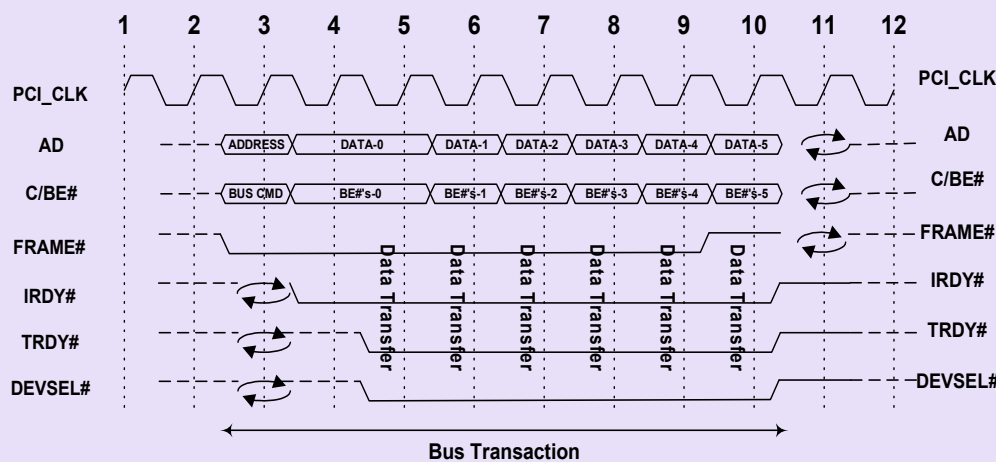 1 2 3 4 5 6 7 8 9 10 11 12
PCI_CLK PCI_CLK
AD ADDRESS DATA-0 DATA-1 DATA-2 DATA-3 DATA-4 DATA-5 AD
C/BE# BUS CMD BE#'s-0 BE#'s-1 BE#'s-2 BE#'s-3 BE#'s-4 BE#'s-5 C/BE#
FRAME# FRAME#
Data Transfer
Data Transfer
Data Transfer
Data Transfer
Data Transfer
Data Transfer
IRDY# IRDY#
TRDY# TRDY#
DEVSEL# DEVSEL#
Bus Transaction